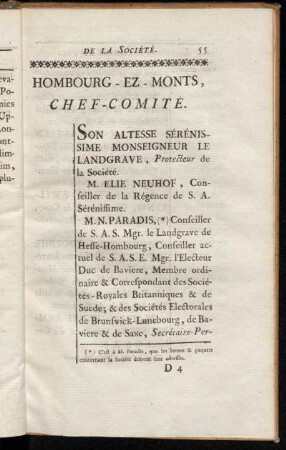 DE LA SOCIÉTÉ. 55
HOMBOURG-EZ-MONTS,
CHEF-COMITÉ.
SON ALTESSE SÉRÉNIS-
SIME MONSEIGNEUR LE
LANDGRAVE, Protecteur de
la Société.
M. ELIE NEUHOF, Con-
seiller de la Régence de S. A.
Sérénissime.
M. N. PARADIS, (*) Conseiller
de S. A. S. Mgr. le Landgrave de
Hesse-Hombourg, Conseiller ac-
tuel de S. A. S. E. Mgr. l'Electeur
Duc de Baviere, Membre ordi-
naire & Correspondant des Socié-
tés-Royales Britanniques & de
Suede; & des Sociétés Electorales
de Brunswick-Lunebourg, de Ba-
viere & de Saxe, Secrétaire-Per-
(*) C'est à M. Paradis, que les lettres & paquets
concernant la Société doivent être adressés.
D 4